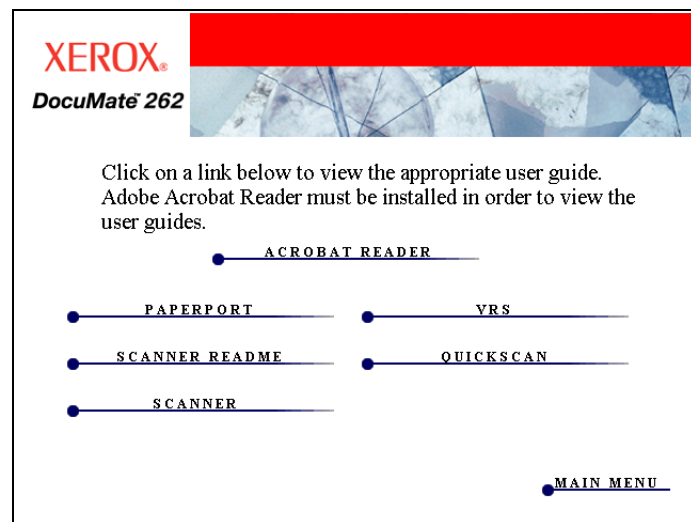 XEROX®
DocuMate™ 262
Click on a link below to view the appropriate user guide.
Adobe Acrobat Reader must be installed in order to view the
user guides.
ACROBAT READER
PAPERPORT
VRS
SCANNER README
QUICKSCAN
SCANNER
MAIN MENU